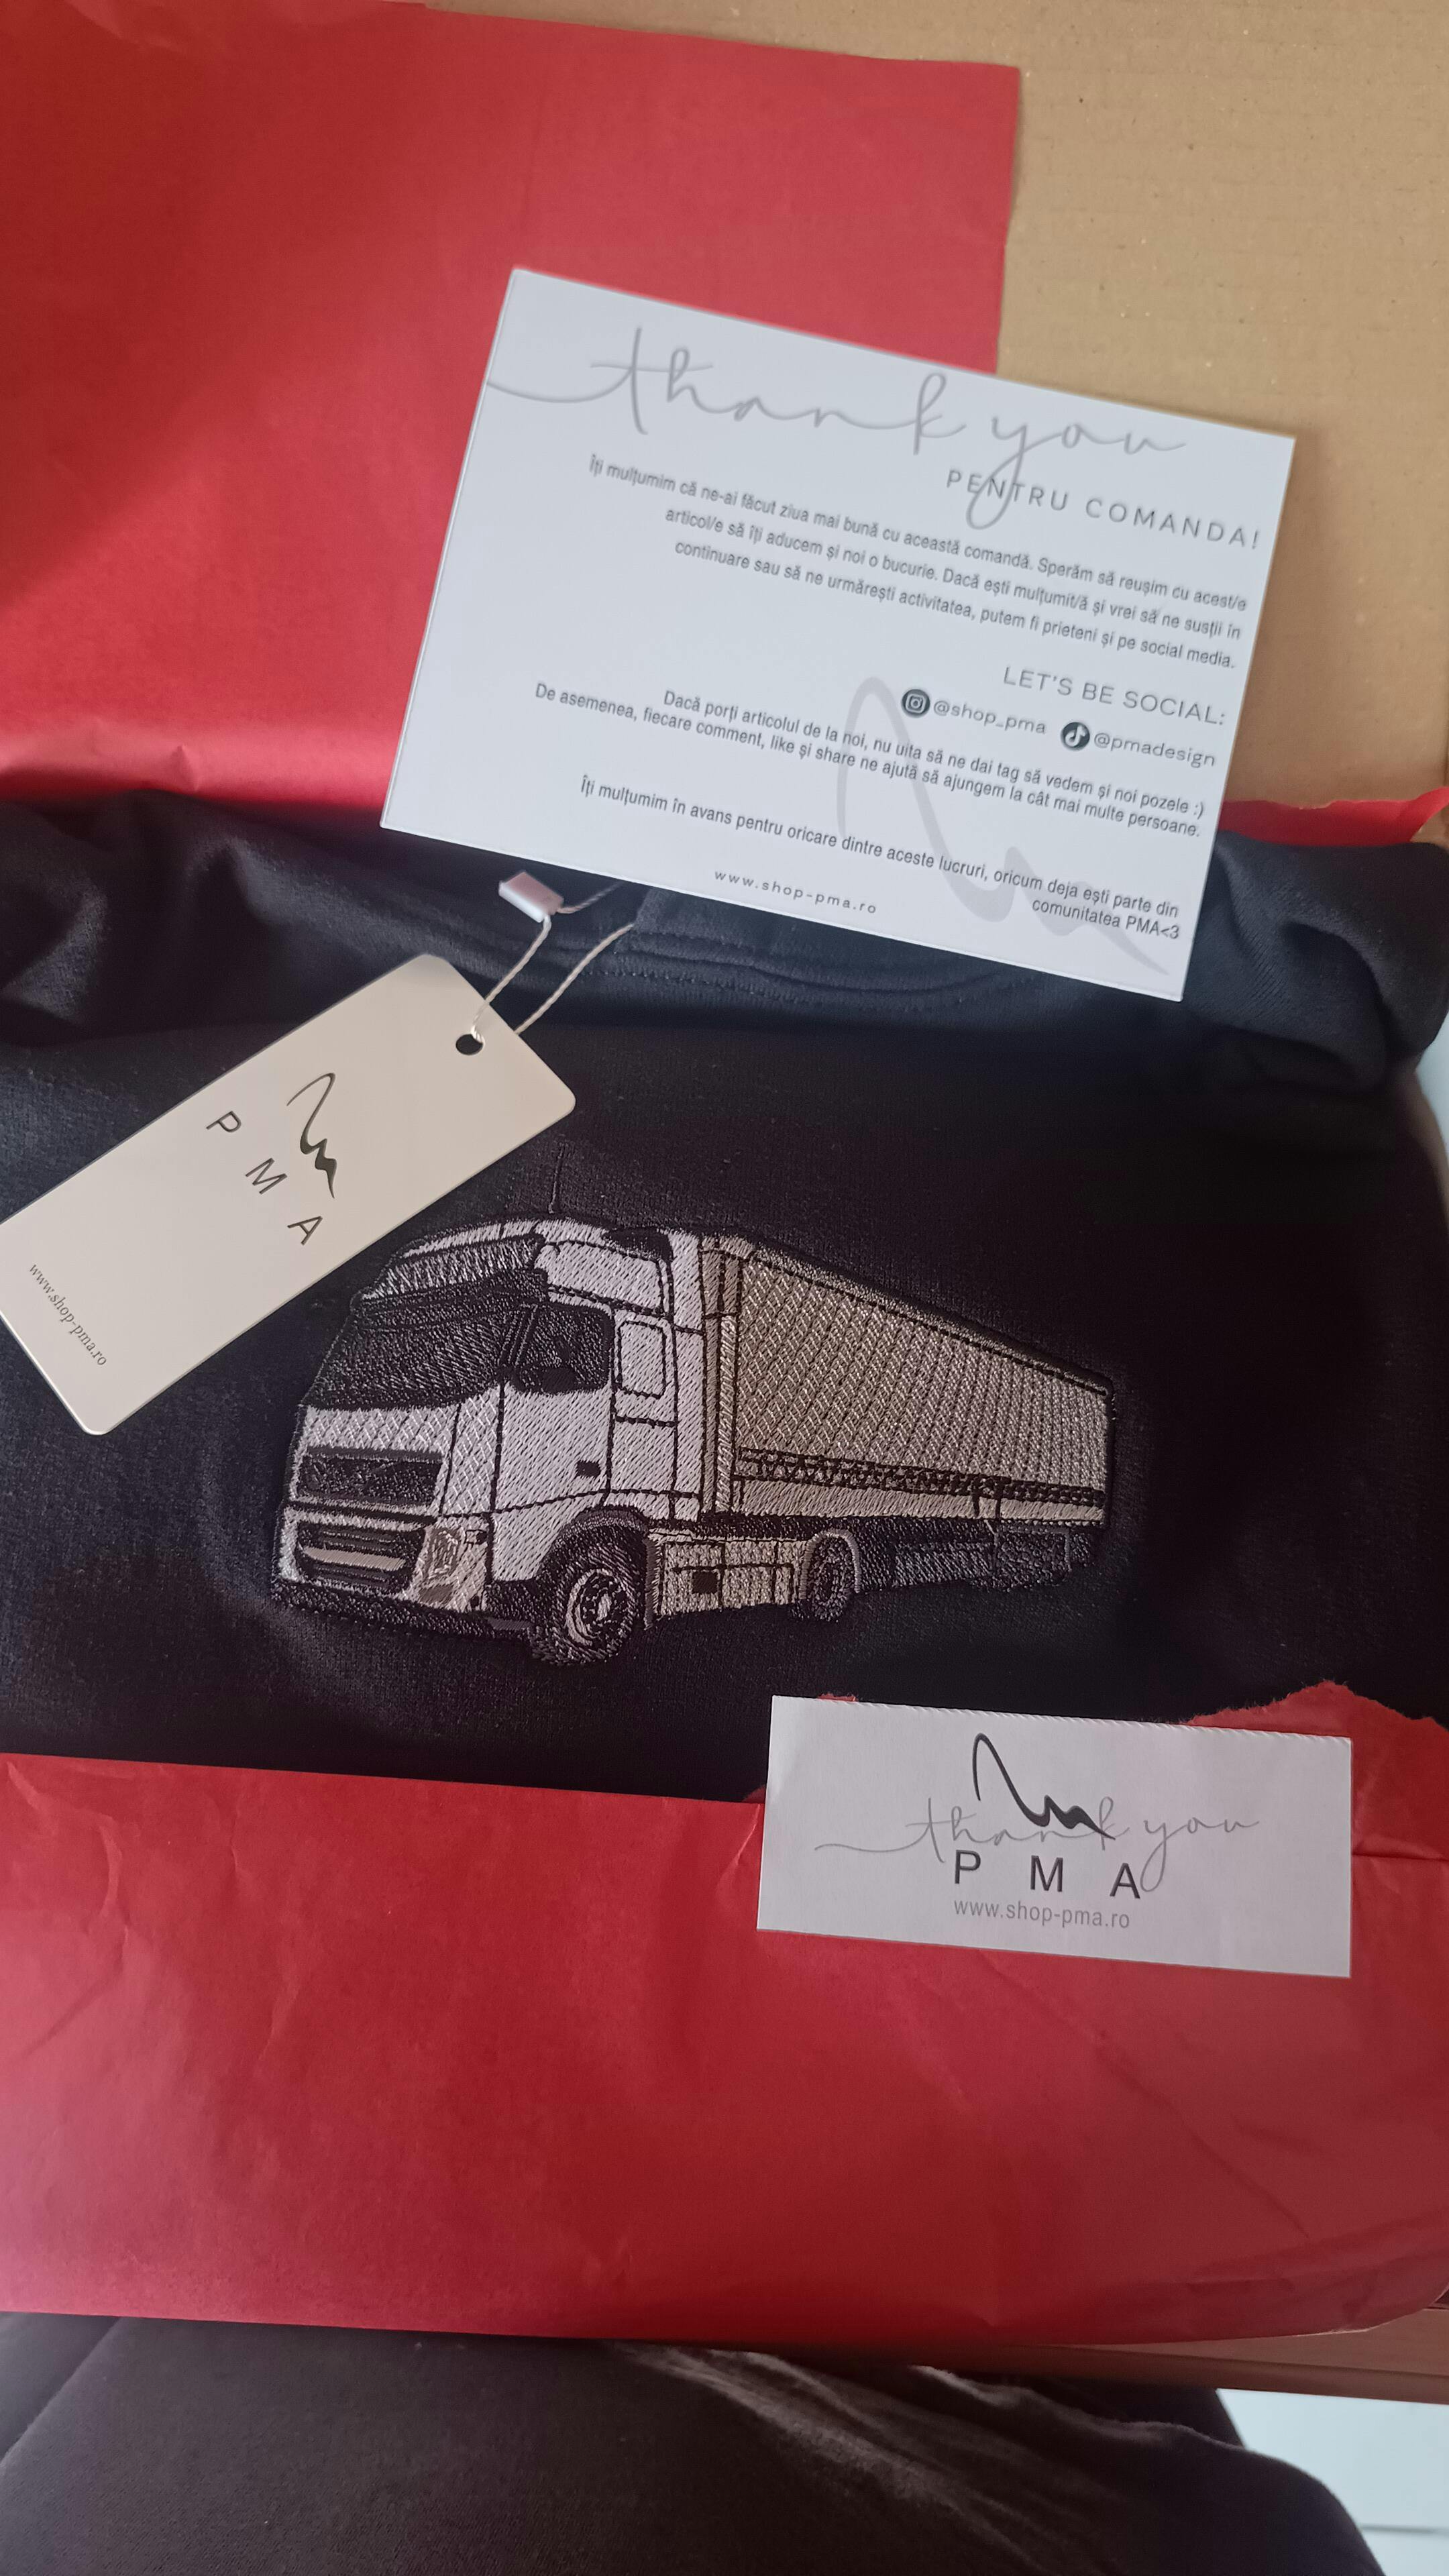 thank you
PENTRU COMANDA!
Îți mulțumim că ne-ai făcut ziua mai bună cu această comandă. Sperăm să reușim cu acest/e
articol/e să îți aducem și noi o bucurie. Dacă ești mulțumit/ă și vrei să ne susții în
continuare sau să ne urmărești activitatea, putem fi prieteni și pe social media.
LET'S BE SOCIAL:
@shop_pma @pmadesign
Dacă porți articolul de la noi, nu uita să ne dai tag să vedem și noi pozele :)
De asemenea, fiecare comment, like și share ne ajută să ajungem la cât mai multe persoane.
Îți mulțumim în avans pentru oricare dintre aceste lucruri, oricum deja ești parte din
comunitatea PMA<3
www.shop-pma.ro
PMA
www.shop-pma.ro
thank you
PMA
www.shop-pma.ro